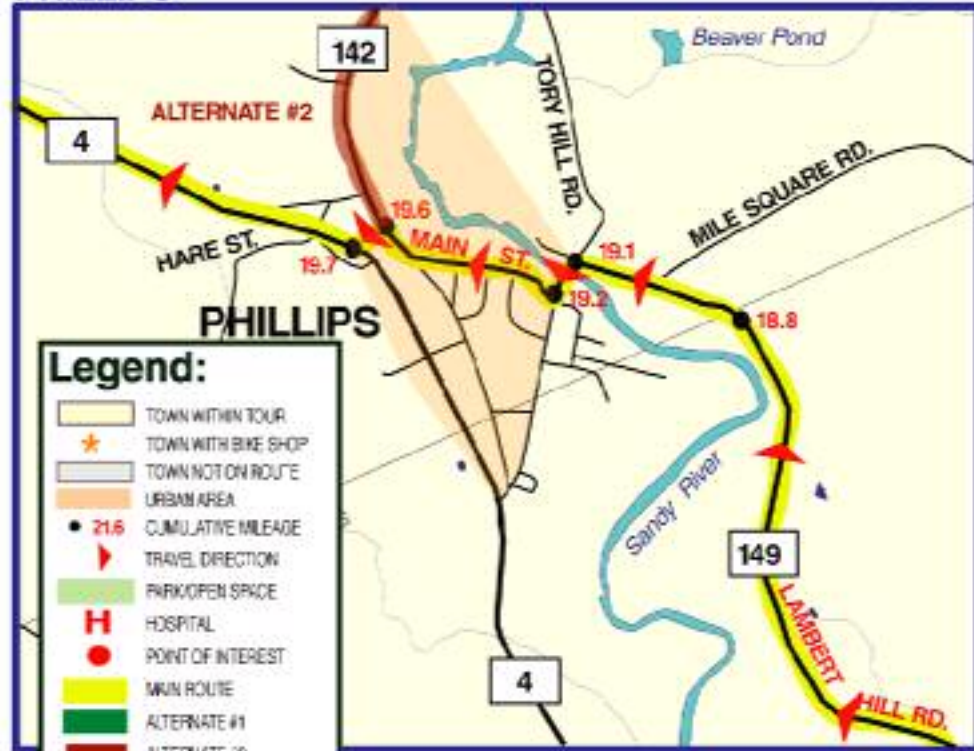 142
Beaver Pond
ALTERNATE #2
TORY HILL RD.
4
MILE SQUARE RD.
19.6
HARE ST.
MAIN ST.
19.1
19.7
19.2
PHILLIPS
18.8
Sandy River
149
LAMBERT HILL RD.
4
Legend:
TOWN WITHIN TOUR
TOWN WITH BIKE SHOP
TOWN NOT ON ROUTE
URBAN AREA
21.6 CUMULATIVE MILEAGE
TRAVEL DIRECTION
PARK/OPEN SPACE
H HOSPITAL
POINT OF INTEREST
MAIN ROUTE
ALTERNATE #1